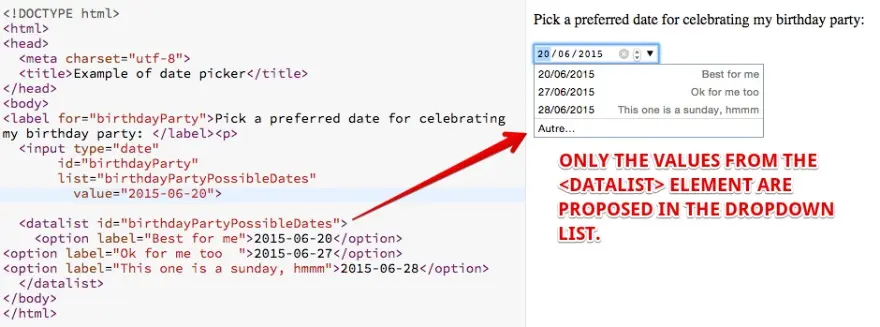 <!DOCTYPE html>
<html>
<head>
  <meta charset="utf-8">
  <title>Example of date picker</title>
</head>
<body>
<label for="birthdayParty">Pick a preferred date for celebrating
my birthday party: </label><p>
  <input type="date"
       id="birthdayParty"
       list="birthdayPartyPossibleDates"
         value="2015-06-20">
  <datalist id="birthdayPartyPossibleDates">
    <option label="Best for me">2015-06-20</option>
<option label="Ok for me too  ">2015-06-27</option>
<option label="This one is a sunday, hmmm">2015-06-28</option>
  </datalist>
</body>
</html>
Pick a preferred date for celebrating my birthday party:
20/06/2015
20/06/2015 Best for me
27/06/2015 Ok for me too
28/06/2015 This one is a sunday, hmmm
Autre...
ONLY THE VALUES FROM THE
<DATALIST> ELEMENT ARE
PROPOSED IN THE DROPDOWN
LIST.